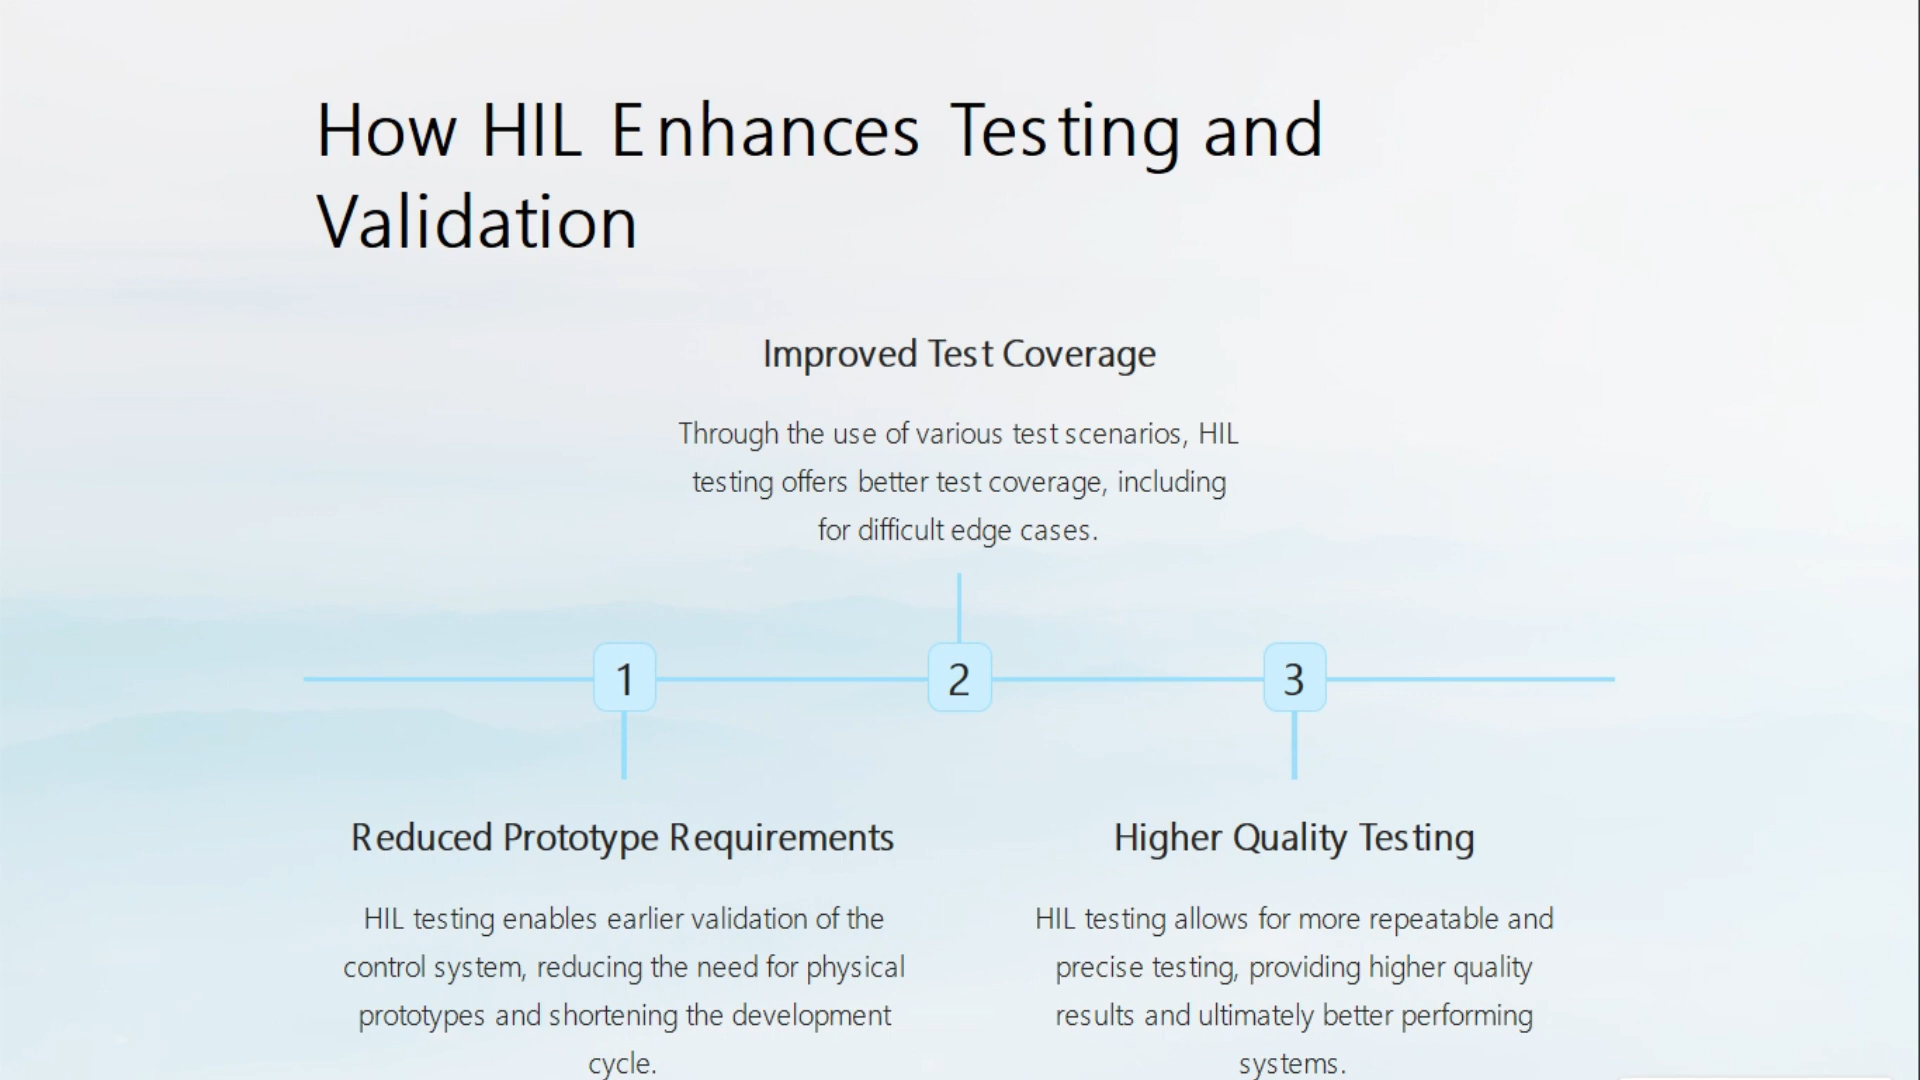 How HIL Enhances Testing and
Validation
Improved Test Coverage
Through the use of various test scenarios, HIL
testing offers better test coverage, including
for difficult edge cases.
1
2
3
Reduced Prototype Requirements
HIL testing enables earlier validation of the
control system, reducing the need for physical
prototypes and shortening the development
cycle.
Higher Quality Testing
HIL testing allows for more repeatable and
precise testing, providing higher quality
results and ultimately better performing
systems.